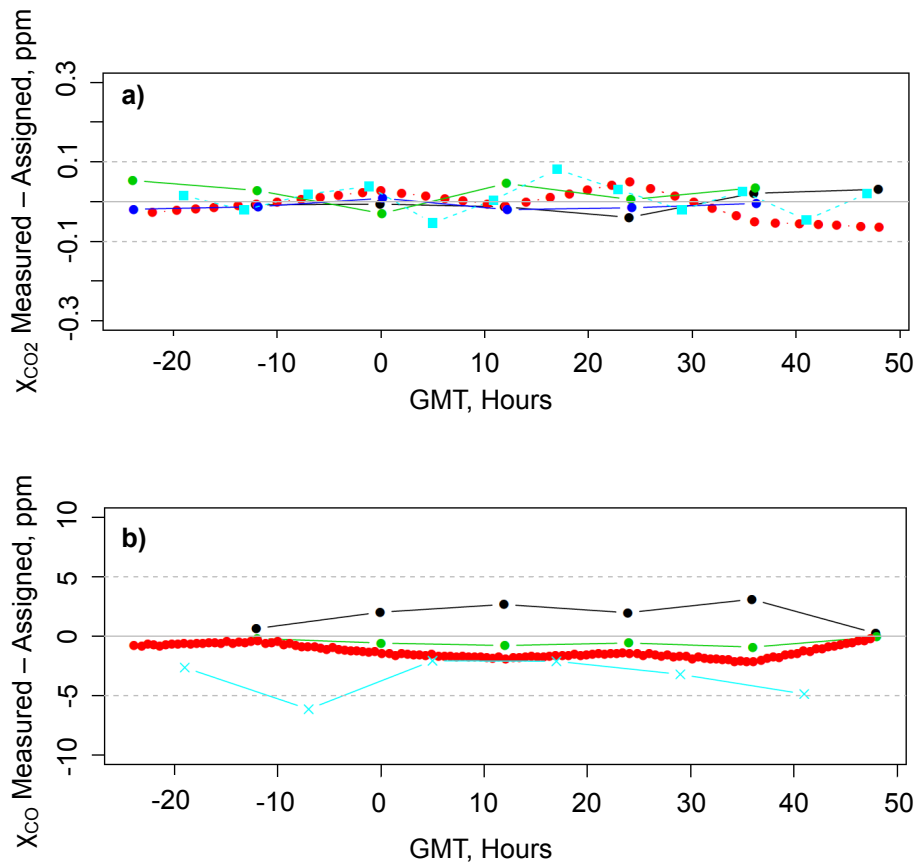 a)
χCO2 Measured – Assigned, ppm
0.3
0.1
-0.1
-0.3
-20 -10 0 10 20 30 40 50
GMT, Hours
b)
χCO Measured – Assigned, ppm
10
5
0
-5
-10
-20 -10 0 10 20 30 40 50
GMT, Hours